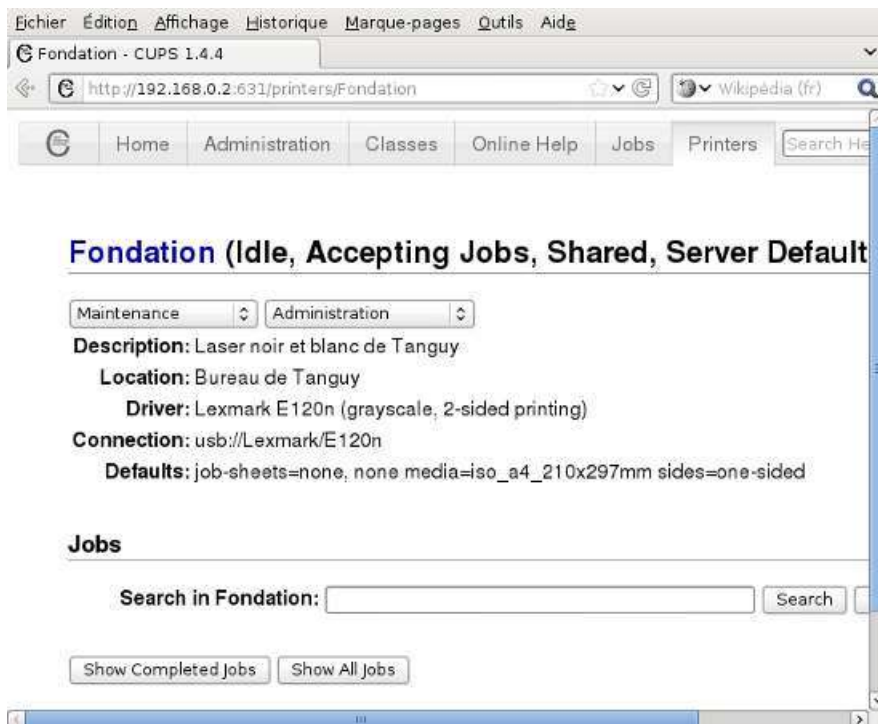 Fichier Édition Affichage Historique Marque-pages Outils Aide
Fondation - CUPS 1.4.4
http://192.168.0.2:631/printers/Fondation Wikipédia (fr)
Home Administration Classes Online Help Jobs Printers Search He
Fondation (Idle, Accepting Jobs, Shared, Server Default
Maintenance Administration
Description: Laser noir et blanc de Tanguy
Location: Bureau de Tanguy
Driver: Lexmark E120n (grayscale, 2-sided printing)
Connection: usb://Lexmark/E120n
Defaults: job-sheets=none, none media=iso_a4_210x297mm sides=one-sided
Jobs
Search in Fondation: Search
Show Completed Jobs Show All Jobs